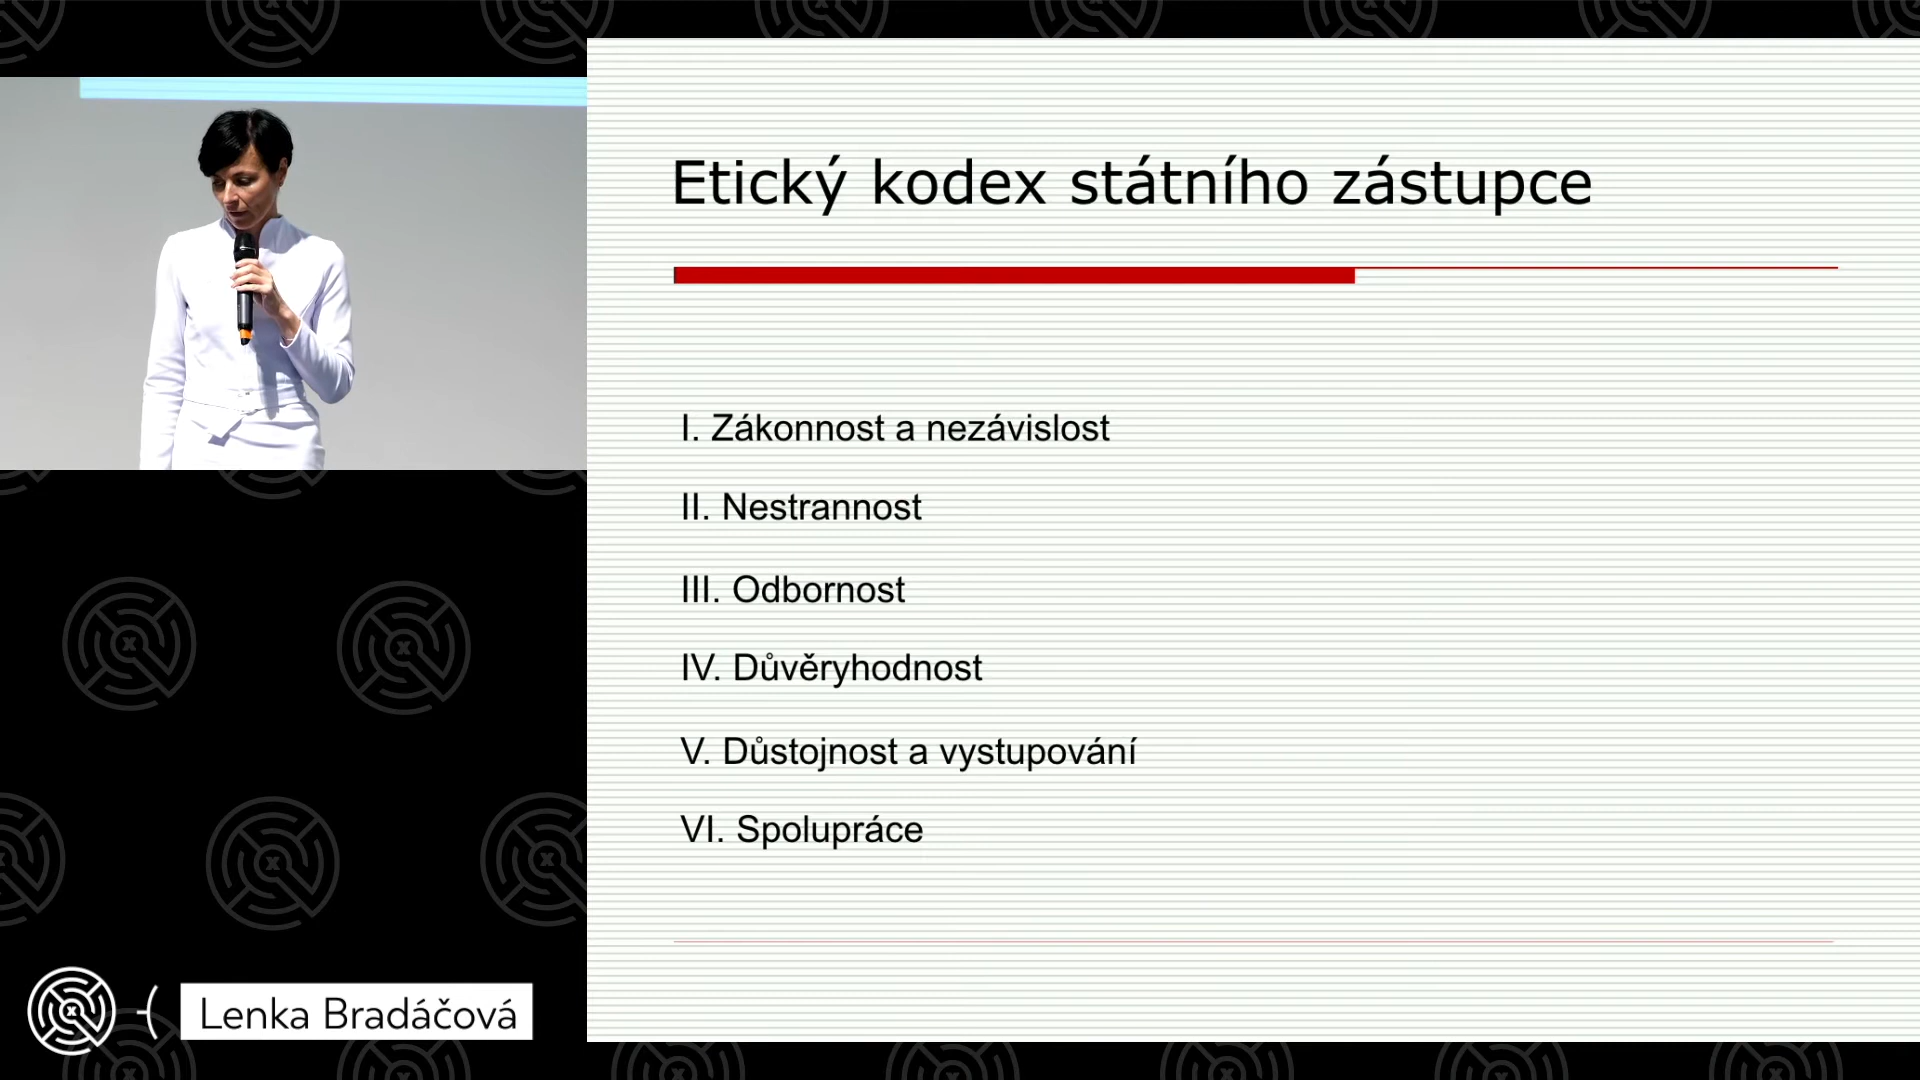 Etický kodex státního zástupce
I. Zákonnost a nezávislost
II. Nestrannost
III. Odbornost
IV. Důvěryhodnost
V. Důstojnost a vystupování
VI. Spolupráce
Lenka Bradáčová